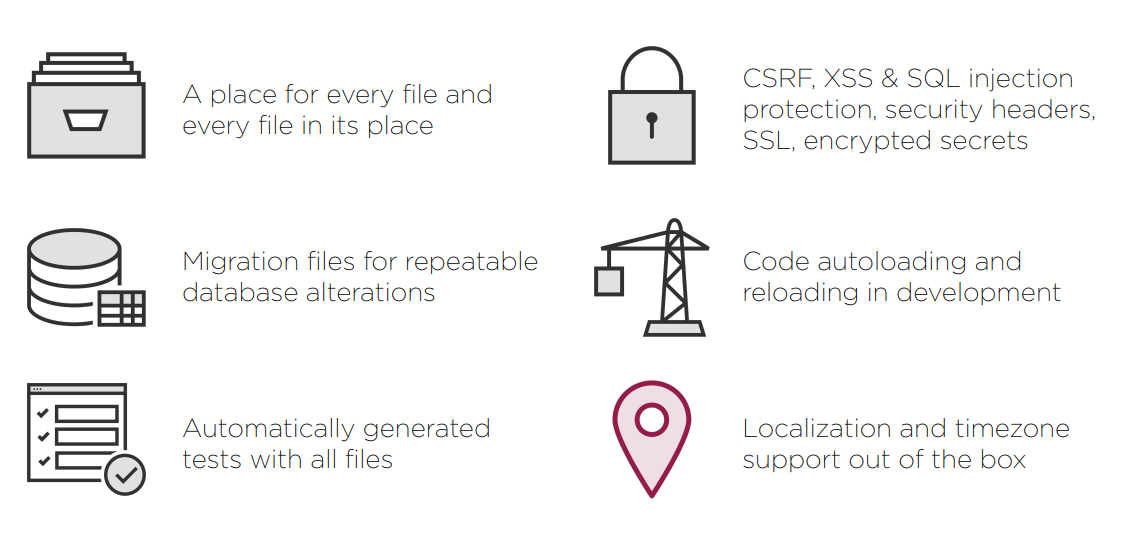 A place for every file and
every file in its place
CSRF, XSS & SQL injection
protection, security headers,
SSL, encrypted secrets
Migration files for repeatable
database alterations
Code autoloading and
reloading in development
Automatically generated
tests with all files
Localization and timezone
support out of the box